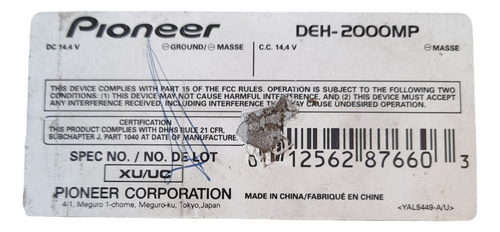 Pioneer DEH-2000MP
DC 14,4 V ⊖GROUND/⊖ MASSE C.C. 14,4 V ⊖MASSE
THIS DEVICE COMPLIES WITH PART 15 OF THE FCC RULES. OPERATION IS SUBJECT TO THE FOLLOWING TWO
CONDITIONS: (1) THIS DEVICE MAY NOT CAUSE HARMFUL INTERFERENCE, AND (2) THIS DEVICE MUST ACCEPT
ANY INTERFERENCE RECEIVED, INCLUDING INTERFERENCE THAT MAY CAUSE UNDESIRED OPERATION.
CERTIFICATION
THIS PRODUCT COMPLIES WITH DHHS RULE 21 CFR,
SUBCHAPTER J, PART 1040 AT DATE OF MANUFACTURE.
SPEC NO. / NO. DE LOT
XU/UC
0 12562 87660 3
PIONEER CORPORATION MADE IN CHINA/FABRIQUÉ EN CHINE
4-1, Meguro 1-chome, Meguro-ku, Tokyo, Japan <YAL5449-A/U>